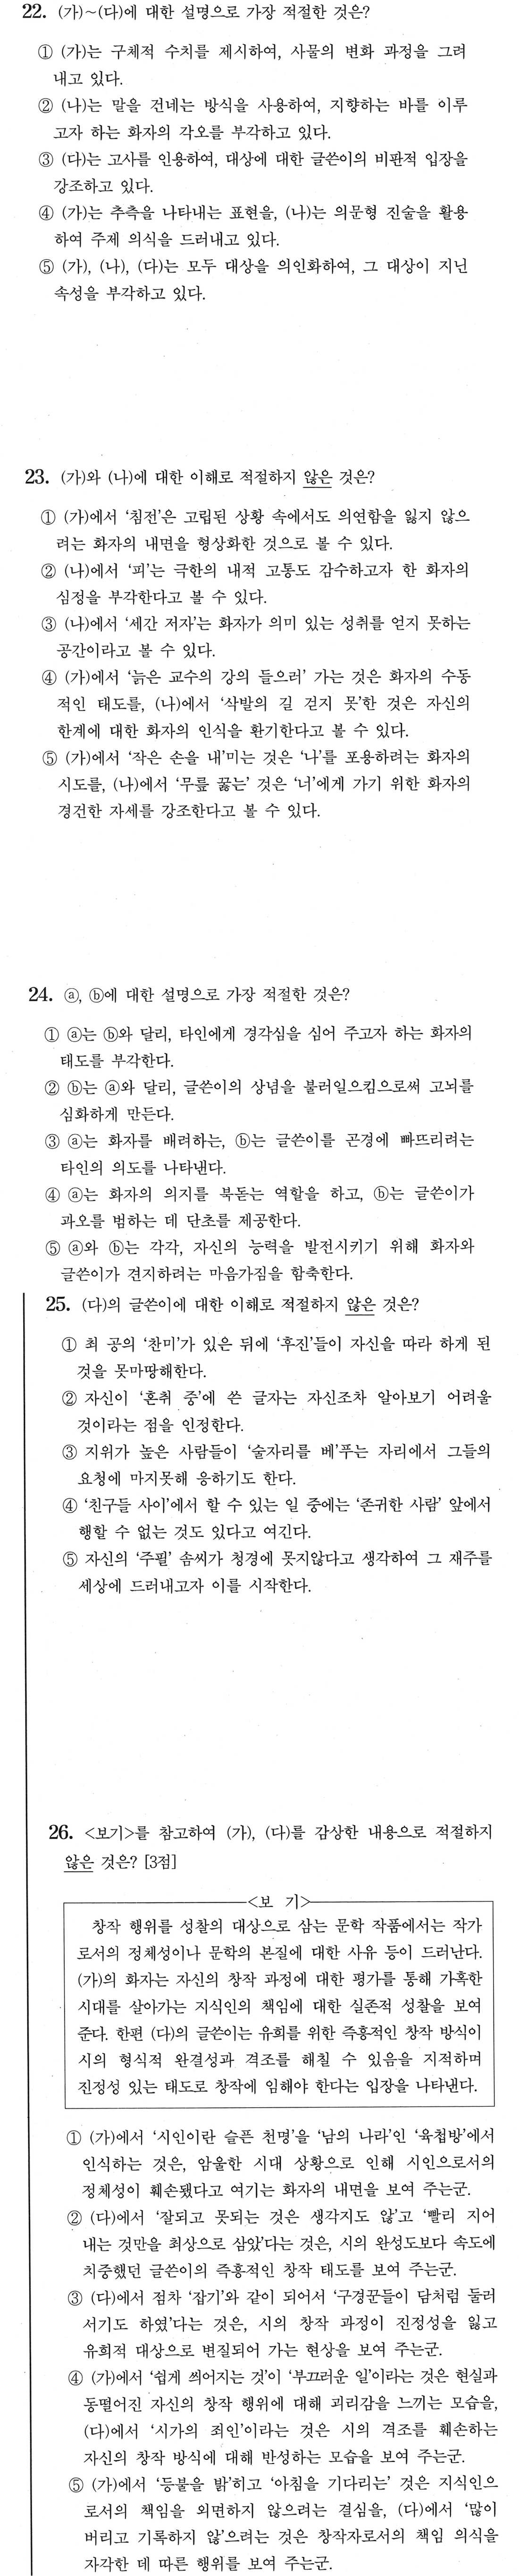 22. (가)~(다)에 대한 설명으로 가장 적절한 것은?
① (가)는 구체적 수치를 제시하여, 사물의 변화 과정을 그려
내고 있다.
② (나)는 말을 건네는 방식을 사용하여, 지향하는 바를 이루
고자 하는 화자의 각오를 부각하고 있다.
③ (다)는 고사를 인용하여, 대상에 대한 글쓴이의 비판적 입장을
강조하고 있다.
④ (가)는 추측을 나타내는 표현을, (나)는 의문형 진술을 활용
하여 주제 의식을 드러내고 있다.
⑤ (가), (나), (다)는 모두 대상을 의인화하여, 그 대상이 지닌
속성을 부각하고 있다.
23. (가)와 (나)에 대한 이해로 적절하지 않은 것은?
① (가)에서 ‘침전’은 고립된 상황 속에서도 의연함을 잃지 않으
려는 화자의 내면을 형상화한 것으로 볼 수 있다.
② (나)에서 ‘피’는 극한의 내적 고통도 감수하고자 한 화자의
심정을 부각한다고 볼 수 있다.
③ (나)에서 ‘세간 저자’는 화자가 의미 있는 성취를 얻지 못하는
공간이라고 볼 수 있다.
④ (가)에서 ‘늙은 교수의 강의 들으러’ 가는 것은 화자의 수동
적인 태도를, (나)에서 ‘삭발의 길 걷지 못’한 것은 자신의
한계에 대한 화자의 인식을 환기한다고 볼 수 있다.
⑤ (가)에서 ‘작은 손을 내’미는 것은 ‘나’를 포용하려는 화자의
시도를, (나)에서 ‘무릎 꿇는’ 것은 ‘너’에게 가기 위한 화자의
경건한 자세를 강조한다고 볼 수 있다.
24. ⓐ, ⓑ에 대한 설명으로 가장 적절한 것은?
① ⓐ는 ⓑ와 달리, 타인에게 경각심을 심어 주고자 하는 화자의
태도를 부각한다.
② ⓑ는 ⓐ와 달리, 글쓴이의 상념을 불러일으킴으로써 고뇌를
심화하게 만든다.
③ ⓐ는 화자를 배려하는, ⓑ는 글쓴이를 곤경에 빠뜨리려는
타인의 의도를 나타낸다.
④ ⓐ는 화자의 의지를 북돋는 역할을 하고, ⓑ는 글쓴이가
과오를 범하는 데 단초를 제공한다.
⑤ ⓐ와 ⓑ는 각각, 자신의 능력을 발전시키기 위해 화자와
글쓴이가 견지하려는 마음가짐을 함축한다.
25. (다)의 글쓴이에 대한 이해로 적절하지 않은 것은?
① 최 공의 ‘찬미’가 있은 뒤에 ‘후진’들이 자신을 따라 하게 된
것을 못마땅해한다.
② 자신이 ‘혼취 중’에 쓴 글자는 자신조차 알아보기 어려울
것이라는 점을 인정한다.
③ 지위가 높은 사람들이 ‘술자리를 베’푸는 자리에서 그들의
요청에 마지못해 응하기도 한다.
④ ‘친구들 사이’에서 할 수 있는 일 중에는 ‘존귀한 사람’ 앞에서
행할 수 없는 것도 있다고 여긴다.
⑤ 자신의 ‘주필’ 솜씨가 청경에 못지않다고 생각하여 그 재주를
세상에 드러내고자 이를 시작한다.
26. <보기>를 참고하여 (가), (다)를 감상한 내용으로 적절하지
않은 것은? [3점]
<보 기>
창작 행위를 성찰의 대상으로 삼는 문학 작품에서는 작가
로서의 정체성이나 문학의 본질에 대한 사유 등이 드러난다.
(가)의 화자는 자신의 창작 과정에 대한 평가를 통해 가혹한
시대를 살아가는 지식인의 책임에 대한 실존적 성찰을 보여
준다. 한편 (다)의 글쓴이는 유희를 위한 즉흥적인 창작 방식이
시의 형식적 완결성과 격조를 해칠 수 있음을 지적하며
진정성 있는 태도로 창작에 임해야 한다는 입장을 나타낸다.
① (가)에서 ‘시인이란 슬픈 천명’을 ‘남의 나라’인 ‘육첩방’에서
인식하는 것은, 암울한 시대 상황으로 인해 시인으로서의
정체성이 훼손됐다고 여기는 화자의 내면을 보여 주는군.
② (다)에서 ‘잘되고 못되는 것은 생각지도 않’고 ‘빨리 지어
내는 것만을 최상으로 삼았’다는 것은, 시의 완성도보다 속도에
치중했던 글쓴이의 즉흥적인 창작 태도를 보여 주는군.
③ (다)에서 점차 ‘잡기’와 같이 되어서 ‘구경꾼들이 담처럼 둘러
서기도 하였’다는 것은, 시의 창작 과정이 진정성을 잃고
유희적 대상으로 변질되어 가는 현상을 보여 주는군.
④ (가)에서 ‘쉽게 씌어지는 것’이 ‘부끄러운 일’이라는 것은 현실과
동떨어진 자신의 창작 행위에 대해 괴리감을 느끼는 모습을,
(다)에서 ‘시가의 죄인’이라는 것은 시의 격조를 훼손하는
자신의 창작 방식에 대해 반성하는 모습을 보여 주는군.
⑤ (가)에서 ‘등불을 밝’히고 ‘아침을 기다리는’ 것은 지식인으
로서의 책임을 외면하지 않으려는 결심을, (다)에서 ‘많이
버리고 기록하지 않’으려는 것은 창작자로서의 책임 의식을
자각한 데 따른 행위를 보여 주는군.